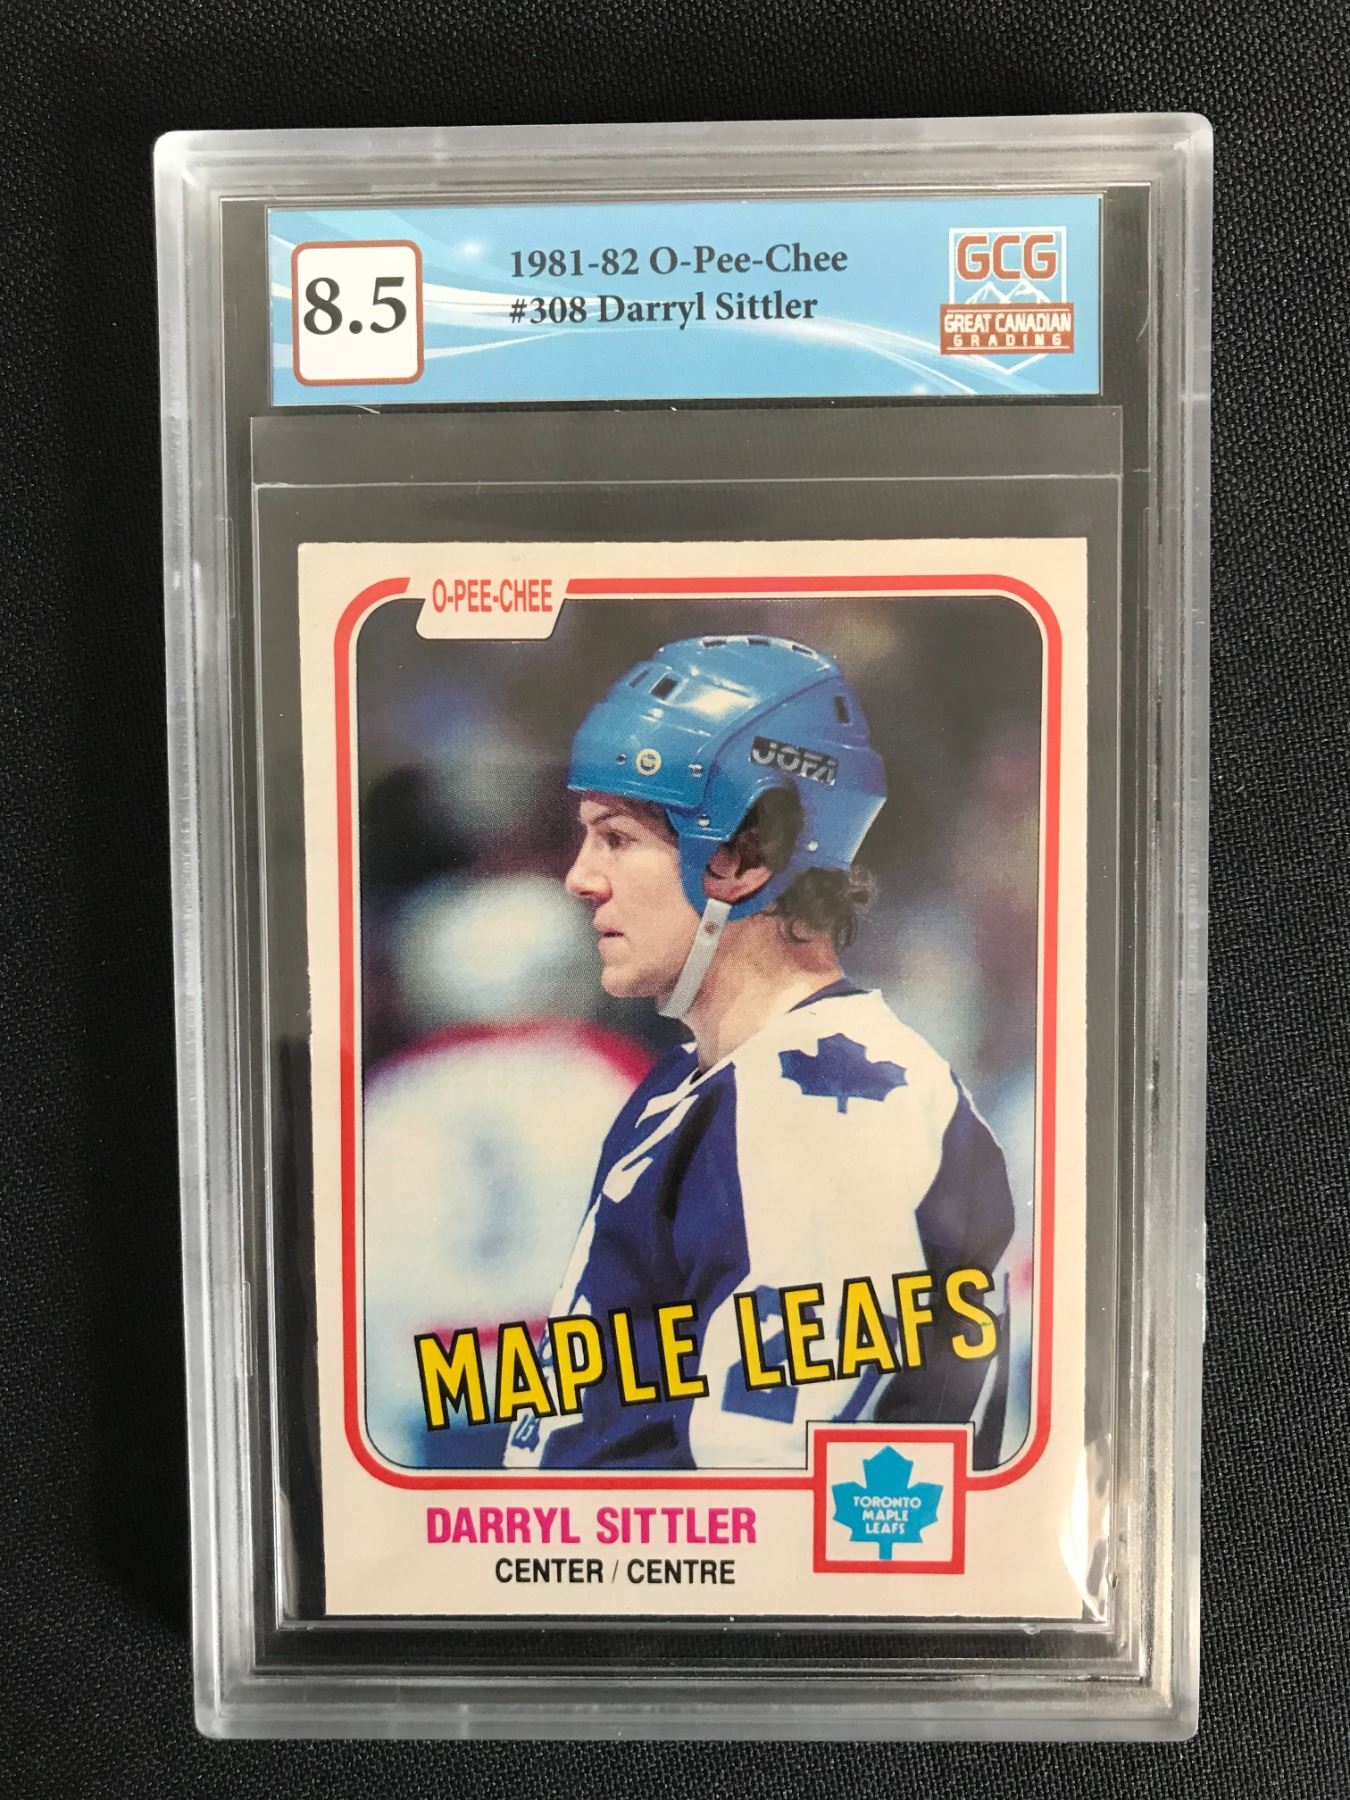 8.5
1981-82 O-Pee-Chee
#308 Darryl Sittler
GCG
GREAT CANADIAN
GRADING
O-PEE-CHEE
JOFA
MAPLE LEAFS
TORONTO
MAPLE
LEAFS
DARRYL SITTLER
CENTER / CENTRE